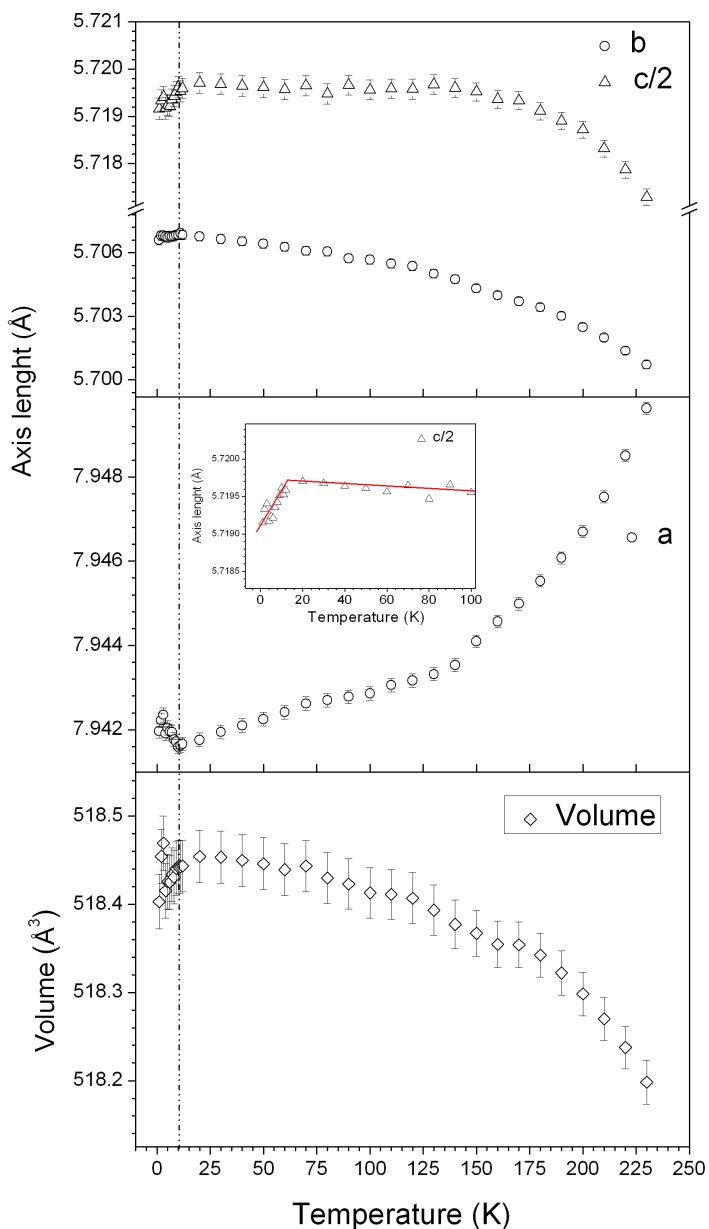 5.721
5.720
5.719
5.718
b
c/2
5.706
5.703
5.700
Axis lenght (Å)
7.948
7.946
7.944
7.942
a
c/2
5.7200
5.7195
5.7190
5.7185
Axis lenght (Å)
0 20 40 60 80 100
Temperature (K)
518.5
518.4
518.3
518.2
Volume (Å³)
Volume
0 25 50 75 100 125 150 175 200 225 250
Temperature (K)